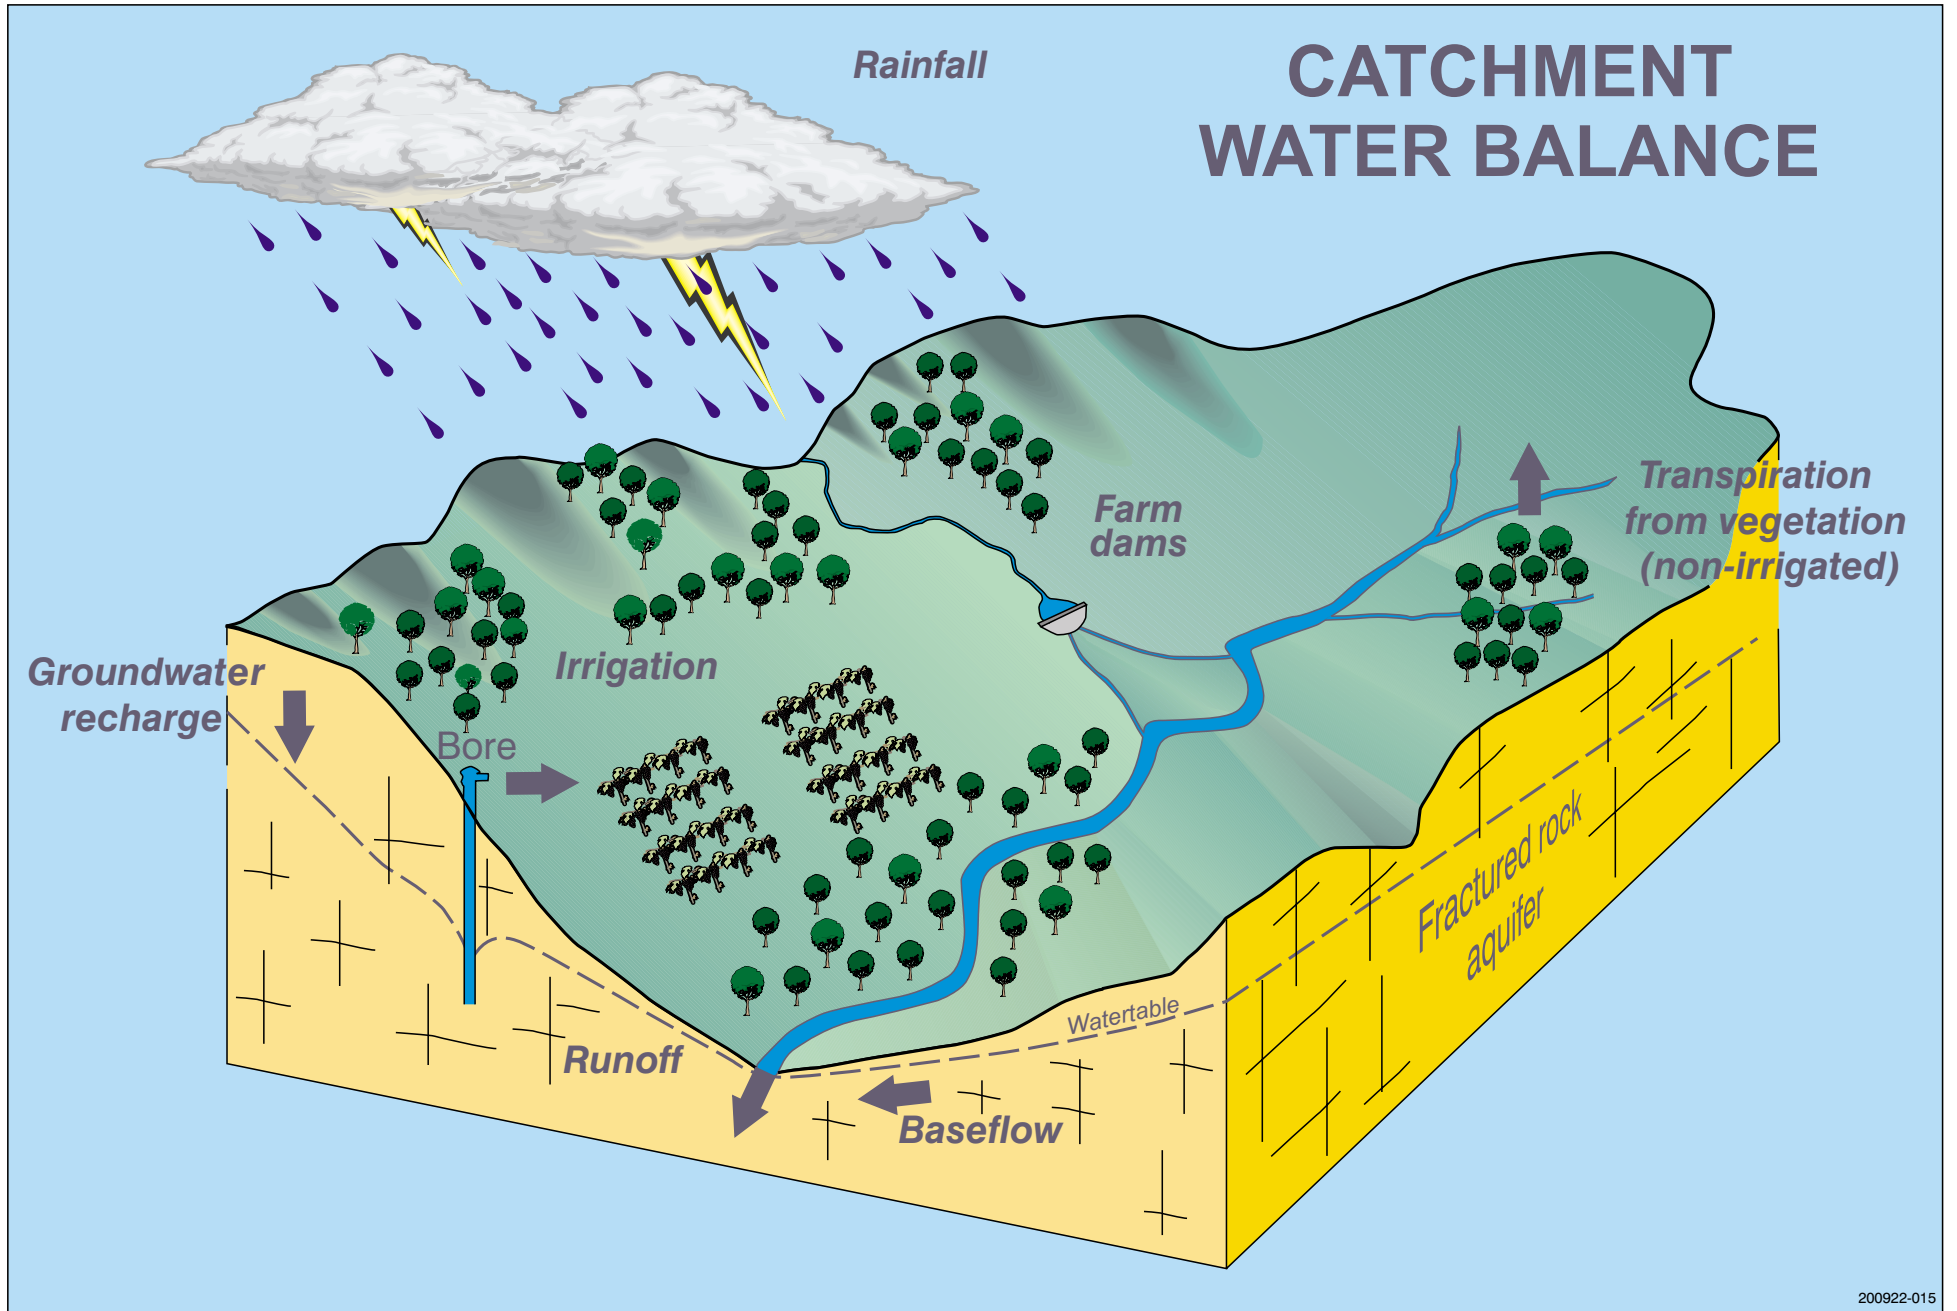 Rainfall
CATCHMENT
WATER BALANCE
Farm
dams
Transpiration
from vegetation
(non-irrigated)
Groundwater
recharge
Irrigation
Bore
Fractured rock
aquifer
Watertable
Runoff
Baseflow
200922-015